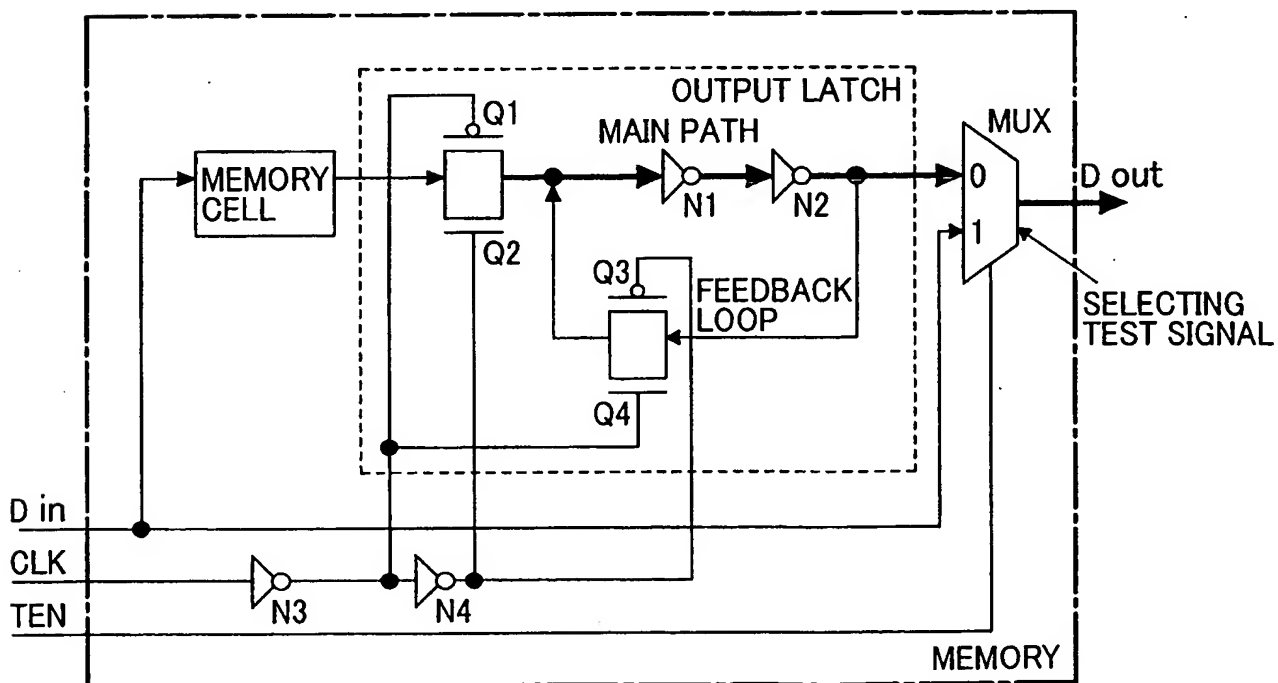 OUTPUT LATCH
Q1
MAIN PATH
MUX
MEMORY
CELL
N1
N2
0
D out
Q2
1
Q3
FEEDBACK
LOOP
SELECTING
TEST SIGNAL
Q4
D in
CLK
N3
N4
TEN
MEMORY